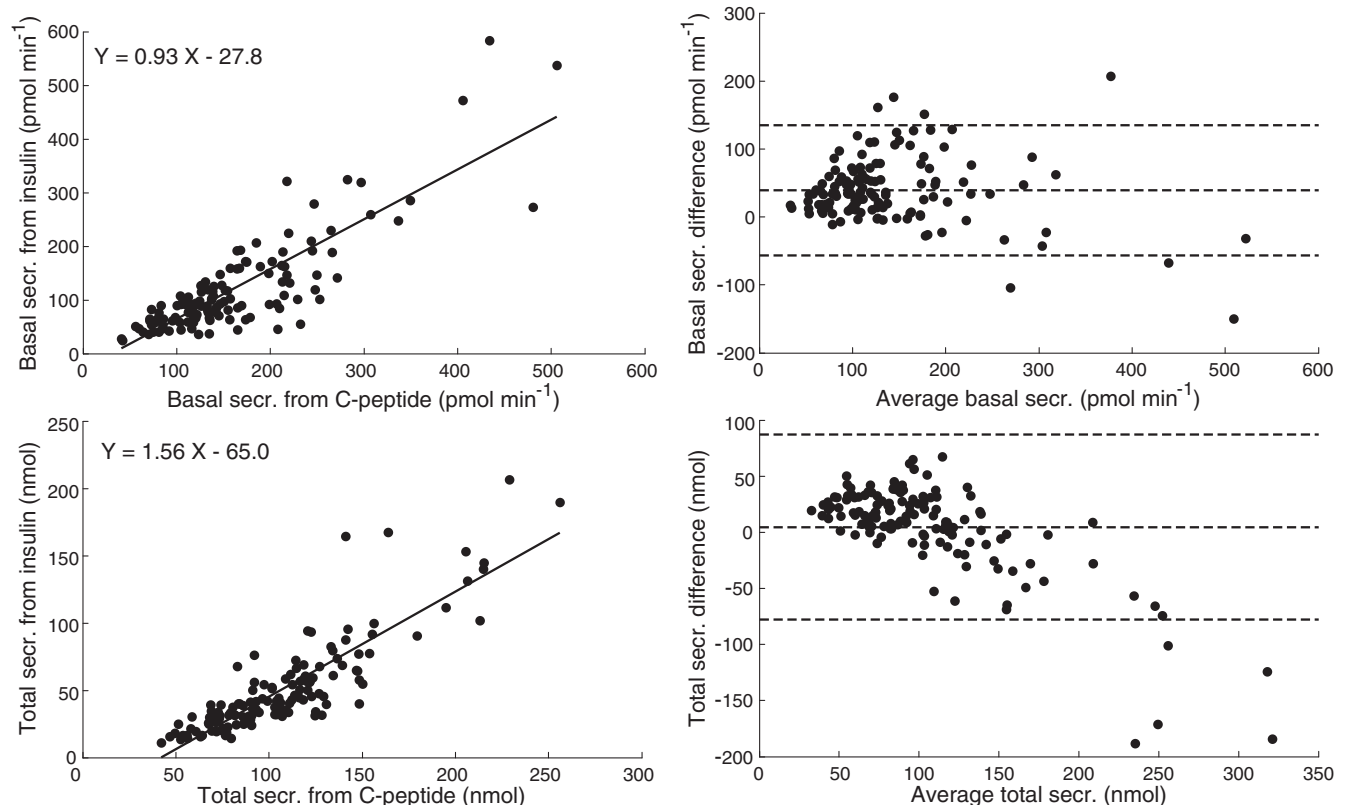 600
500
400
300
200
100
0
Basal secr. from insulin (pmol min⁻¹)
Y = 0.93 X - 27.8
0 100 200 300 400 500 600
Basal secr. from C-peptide (pmol min⁻¹)
300
200
100
0
-100
-200
Basal secr. difference (pmol min⁻¹)
0 100 200 300 400 500 600
Average basal secr. (pmol min⁻¹)
250
200
150
100
50
0
Total secr. from insulin (nmol)
Y = 1.56 X - 65.0
0 50 100 150 200 250 300
Total secr. from C-peptide (nmol)
100
50
0
-50
-100
-150
-200
Total secr. difference (nmol)
0 50 100 150 200 250 300 350
Average total secr. (nmol)